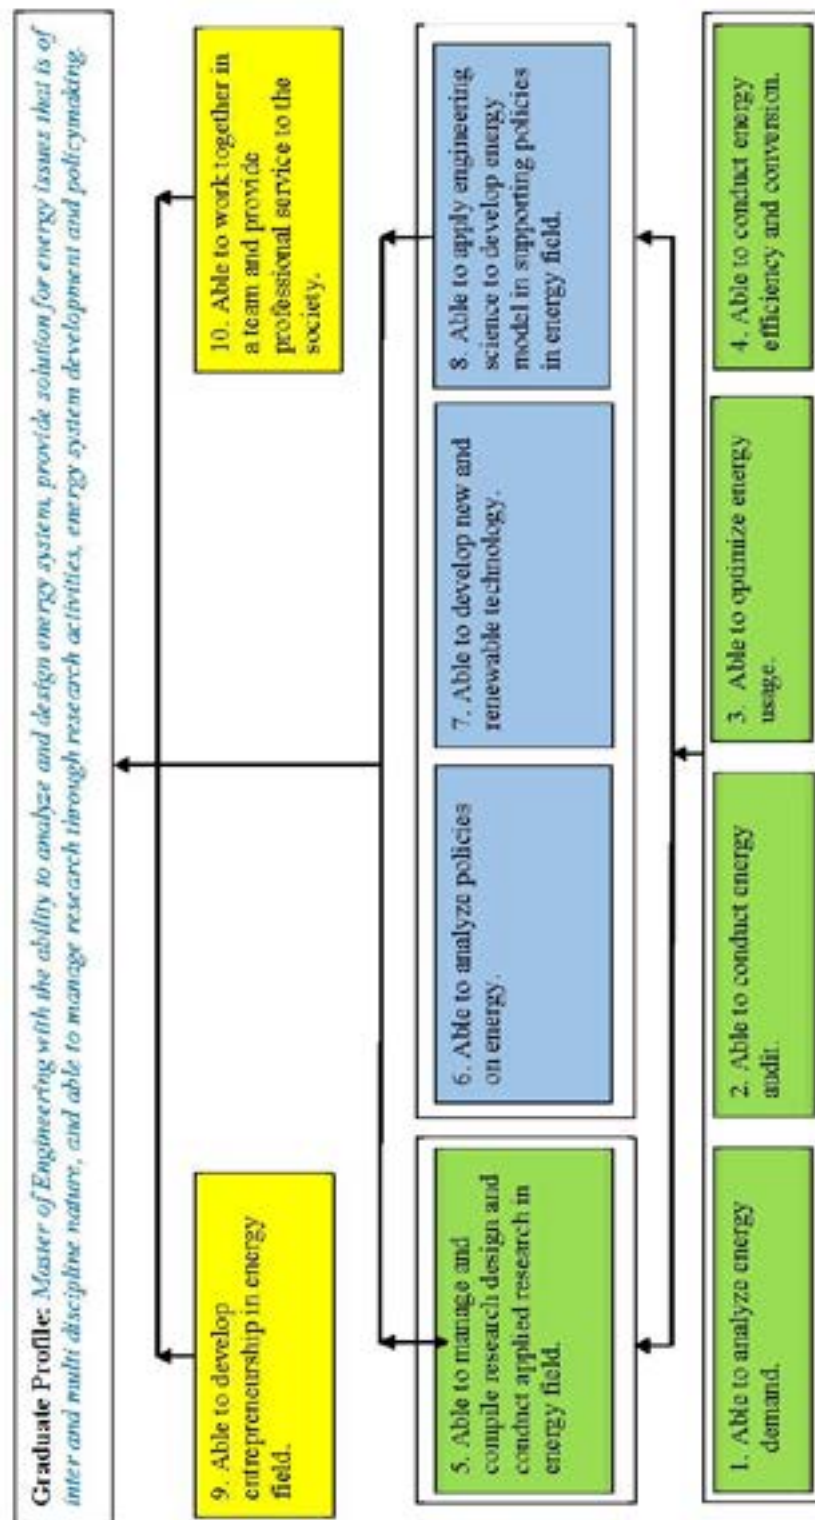 Graduate Profile: Master of Engineering with the ability to analyze and design energy system, provide solution for energy issues that is of
inter and multi discipline nature, and able to manage research through research activities, energy system development and policymaking.
9. Able to develop
entrepreneurship in energy
field.
10. Able to work together in
a team and provide
professional service to the
society.
5. Able to manage and
compile research design and
conduct applied research in
energy field.
6. Able to analyze policies
on energy.
7. Able to develop new and
renewable technology.
8 Able to apply engineering
science to develop energy
model in supporting policies
in energy field.
1. Able to analyze energy
demand.
2. Able to conduct energy
audit.
3. Able to optimize energy
usage.
4. Able to conduct energy
efficiency and conversion.